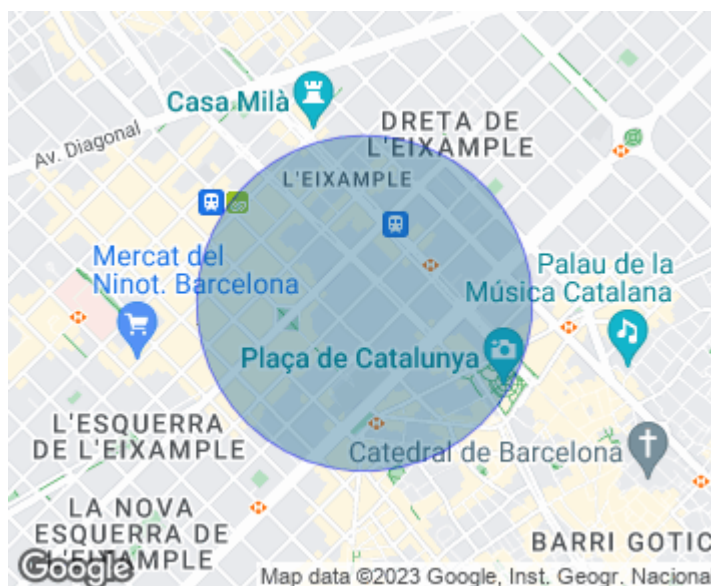 Casa Milà
DRETA DE
L'EIXAMPLE
Av. Diagonal
L'EIXAMPLE
Mercat del
Ninot. Barcelona
Palau de la
Música Catalana
Plaça de Catalunya
L'ESQUERRA
DE L'EIXAMPLE
Catedral de Barcelona
LA NOVA
ESQUERRA DE
L'EIXAMPLE
BARRI GOTIC
Google
Map data ©2023 Google, Inst. Geogr. Naciona